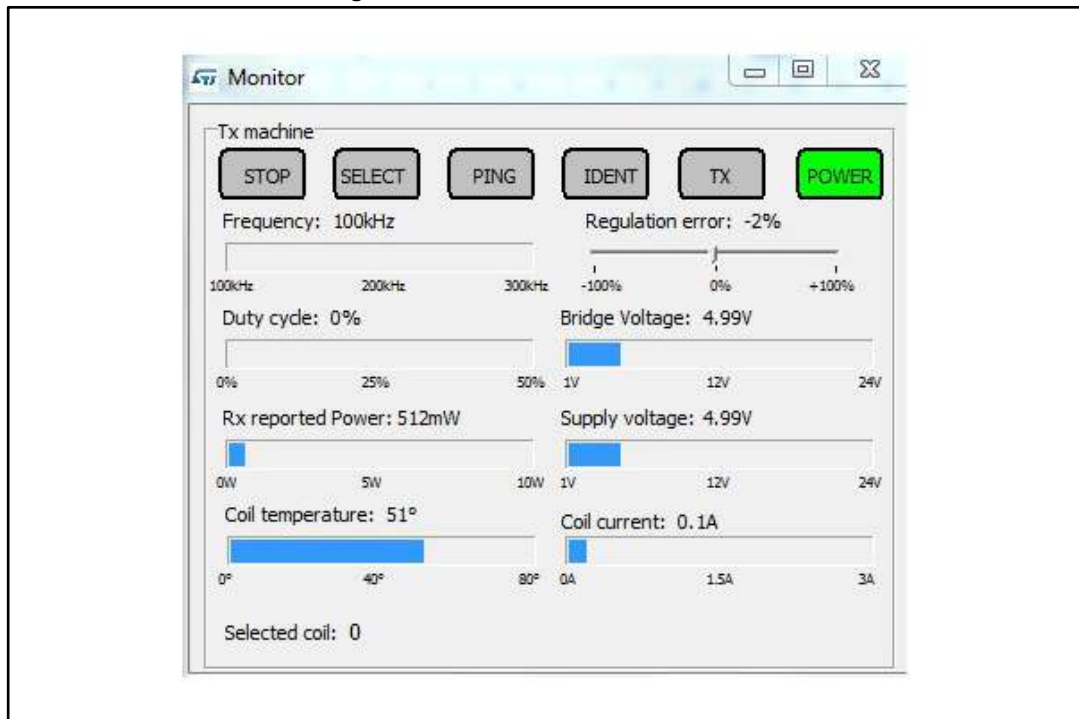 Monitor
Tx machine
STOP SELECT PING IDENT TX POWER
Frequency: 100kHz Regulation error: -2%
100kHz 200kHz 300kHz -100% 0% +100%
Duty cycle: 0% Bridge Voltage: 4.99V
0% 25% 50% 1V 12V 24V
Rx reported Power: 512mW Supply voltage: 4.99V
0W 5W 10W 1V 12V 24V
Coil temperature: 51° Coil current: 0.1A
0° 40° 80° 0A 1.5A 3A
Selected coil: 0